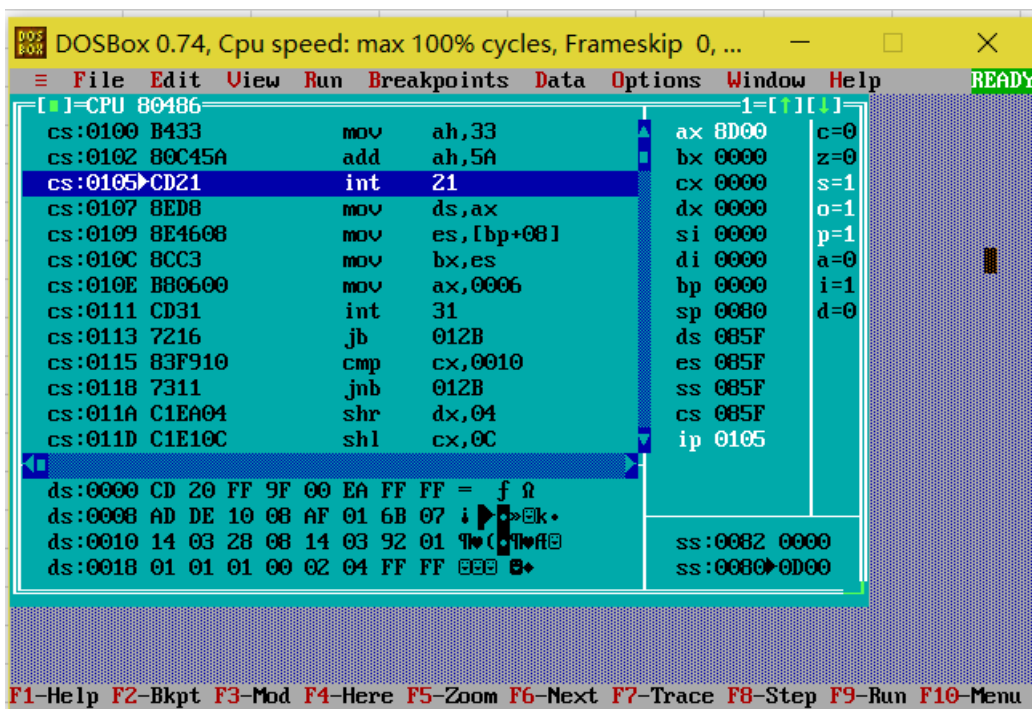 DOSBox 0.74, Cpu speed: max 100% cycles, Frameskip 0, ...
≡ File Edit View Run Breakpoints Data Options Window Help READY
[■]=CPU 80486 1=[↑][↓]
cs:0100 B433 mov ah,33 ax 8D00 c=0
cs:0102 80C45A add ah,5A bx 0000 z=0
cs:0105►CD21 int 21 cx 0000 s=1
cs:0107 8ED8 mov ds,ax dx 0000 o=1
cs:0109 8E4608 mov es,[bp+08] si 0000 p=1
cs:010C 8CC3 mov bx,es di 0000 a=0
cs:010E B80600 mov ax,0006 bp 0000 i=1
cs:0111 CD31 int 31 sp 0080 d=0
cs:0113 7216 jb 012B ds 085F
cs:0115 83F910 cmp cx,0010 es 085F
cs:0118 7311 jnb 012B ss 085F
cs:011A C1EA04 shr dx,04 cs 085F
cs:011D C1E10C shl cx,0C ip 0105
ds:0000 CD 20 FF 9F 00 EA FF FF = ƒ Ω
ds:0008 AD DE 10 08 AF 01 6B 07 ¡ ►◘»☺k•
ds:0010 14 03 28 08 14 03 92 01 ¶♥(◘¶♥Æ☺ ss:0082 0000
ds:0018 01 01 01 00 02 04 FF FF ☺☺☺ ☻♦ ss:0080►0D00
F1-Help F2-Bkpt F3-Mod F4-Here F5-Zoom F6-Next F7-Trace F8-Step F9-Run F10-Menu